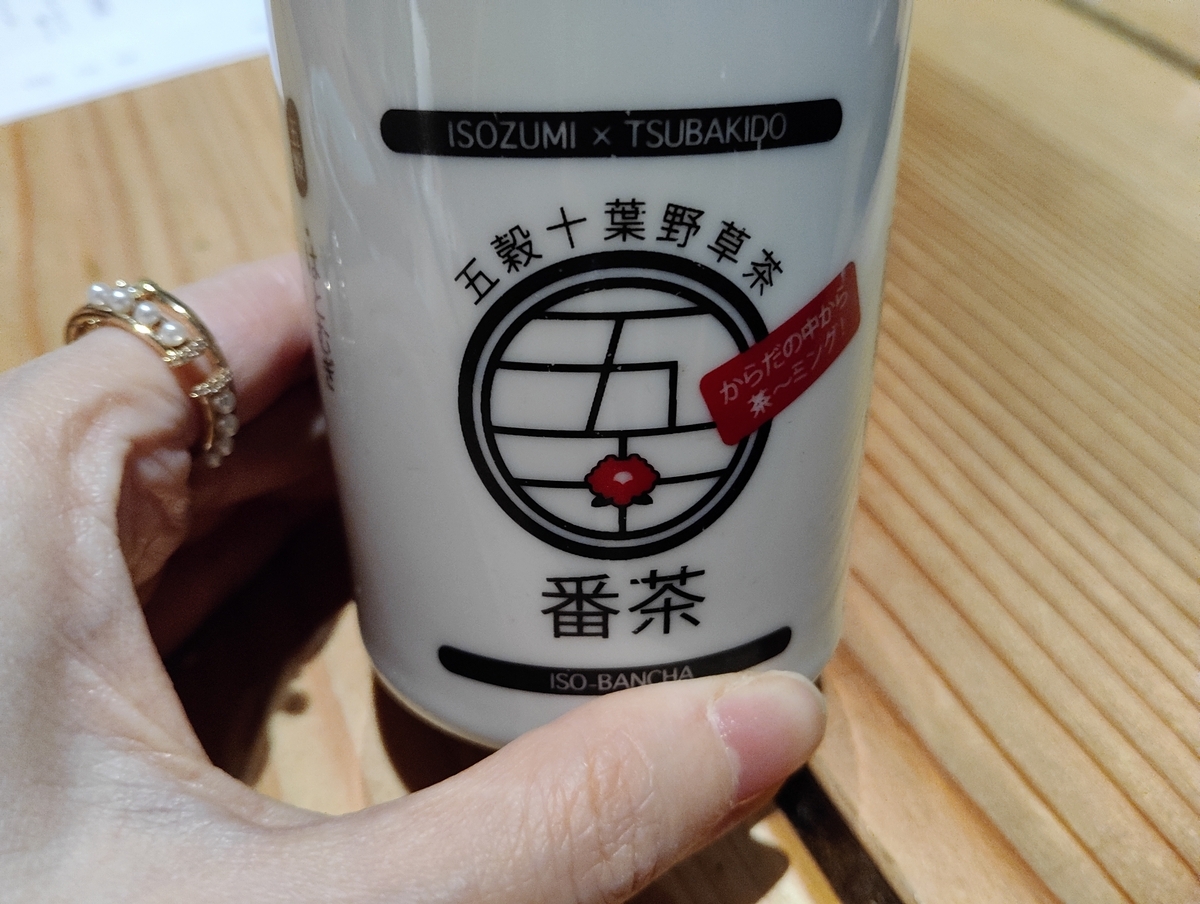 ISOZUMI × TSUBAKIDO
五穀十葉野草茶
五
からだの中から
茶〜ミング!
番茶
ISO-BANCHA